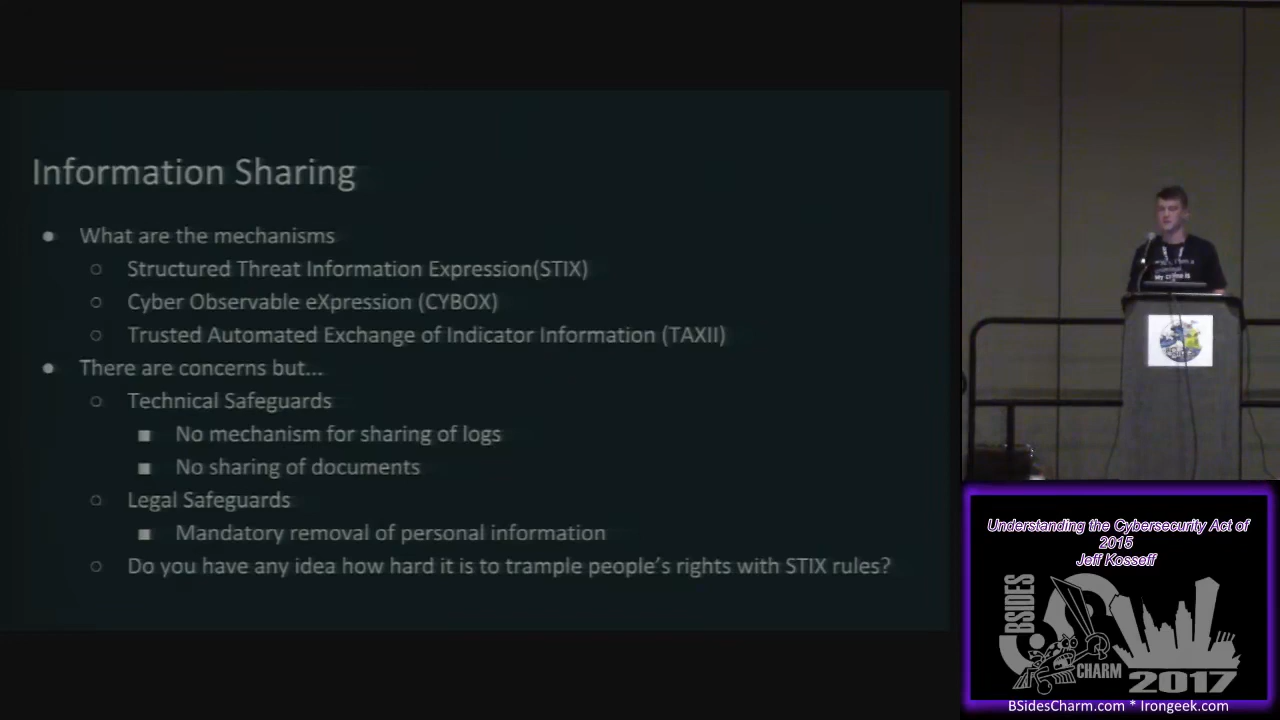 Information Sharing
What are the mechanisms
Structured Threat Information Expression(STIX)
Cyber Observable eXpression (CYBOX)
Trusted Automated Exchange of Indicator Information (TAXII)
There are concerns but...
Technical Safeguards
No mechanism for sharing of logs
No sharing of documents
Legal Safeguards
Mandatory removal of personal information
Do you have any idea how hard it is to trample people's rights with STIX rules?
My crime is
Understanding the Cybersecurity Act of
2015
Jeff Kosseff
BSIDES
CHARM
2017
BSidesCharm.com * Irongeek.com